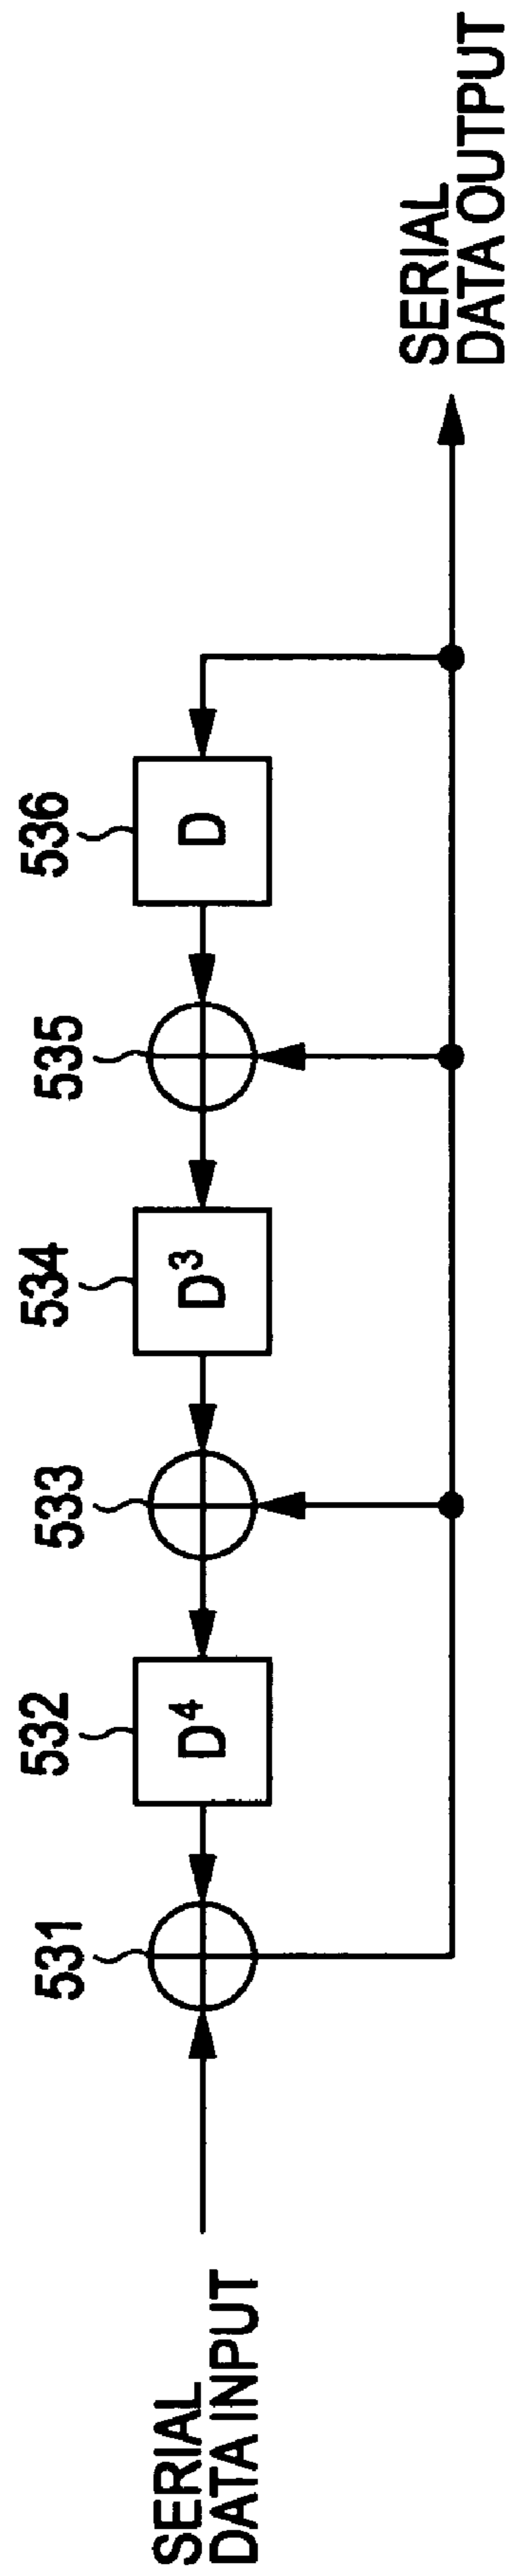 SERIAL
DATA INPUT
531
532
D⁴
533
534
D³
535
536
D
SERIAL
DATA OUTPUT